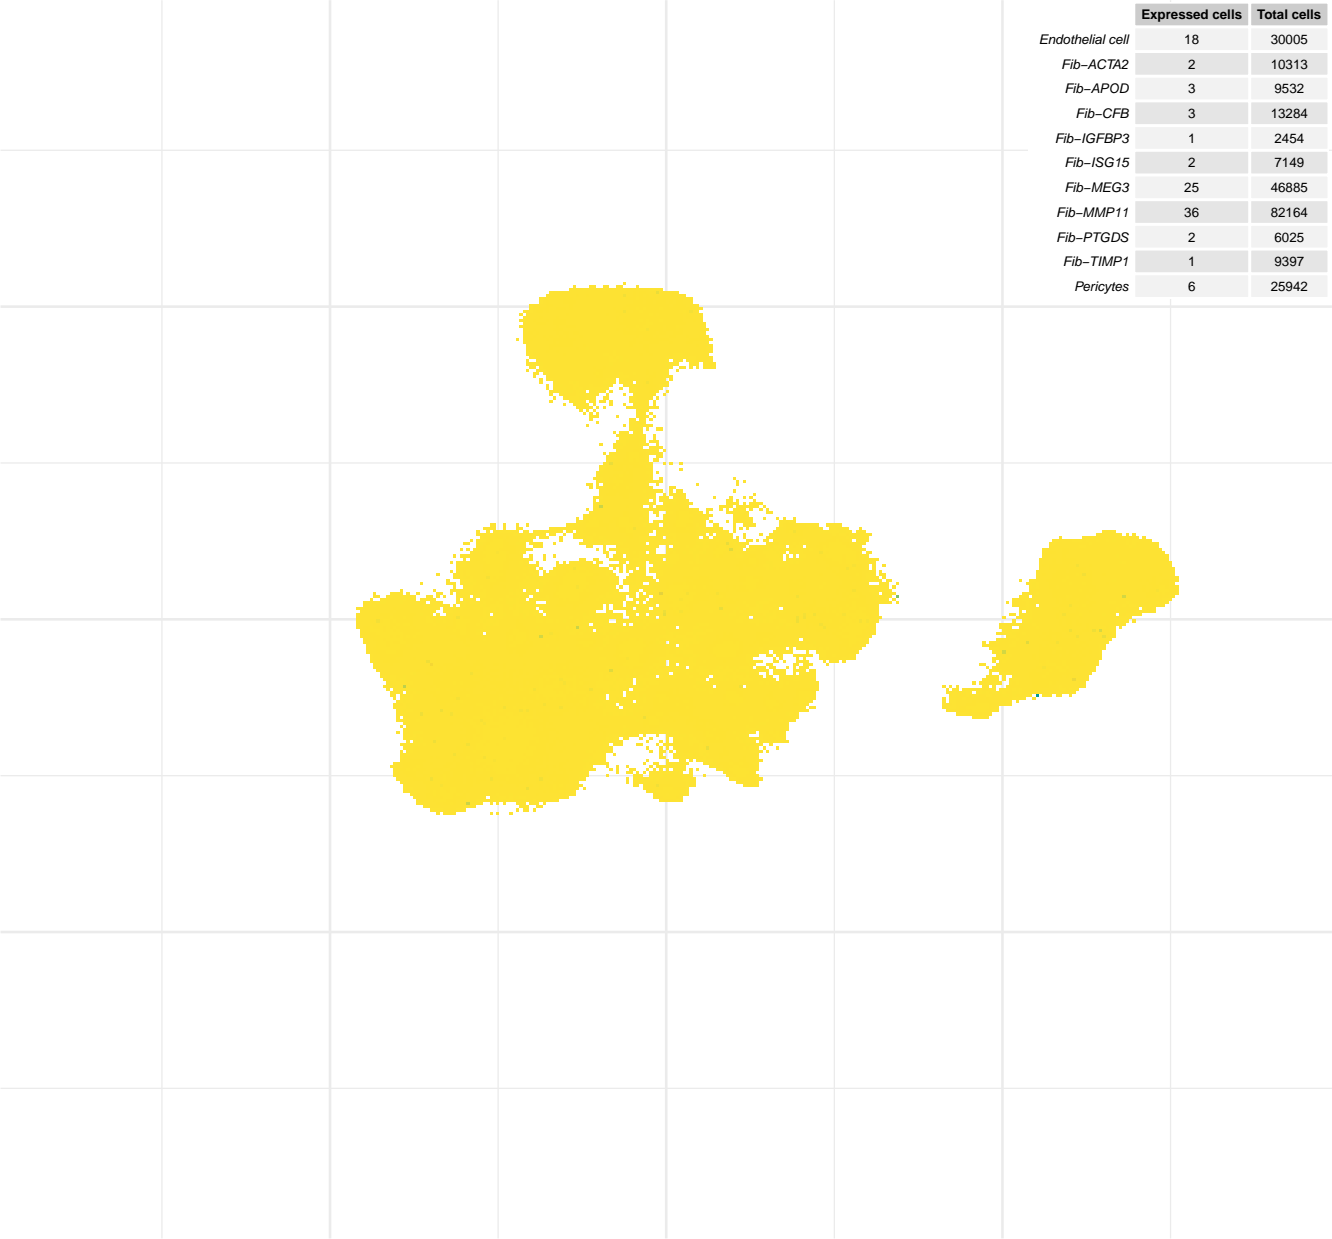 Expressed cells Total cells
Endothelial cell 18 30005
Fib−ACTA2 2 10313
Fib−APOD 3 9532
Fib−CFB 3 13284
Fib−IGFBP3 1 2454
Fib−ISG15 2 7149
Fib−MEG3 25 46885
Fib−MMP11 36 82164
Fib−PTGDS 2 6025
Fib−TIMP1 1 9397
Pericytes 6 25942